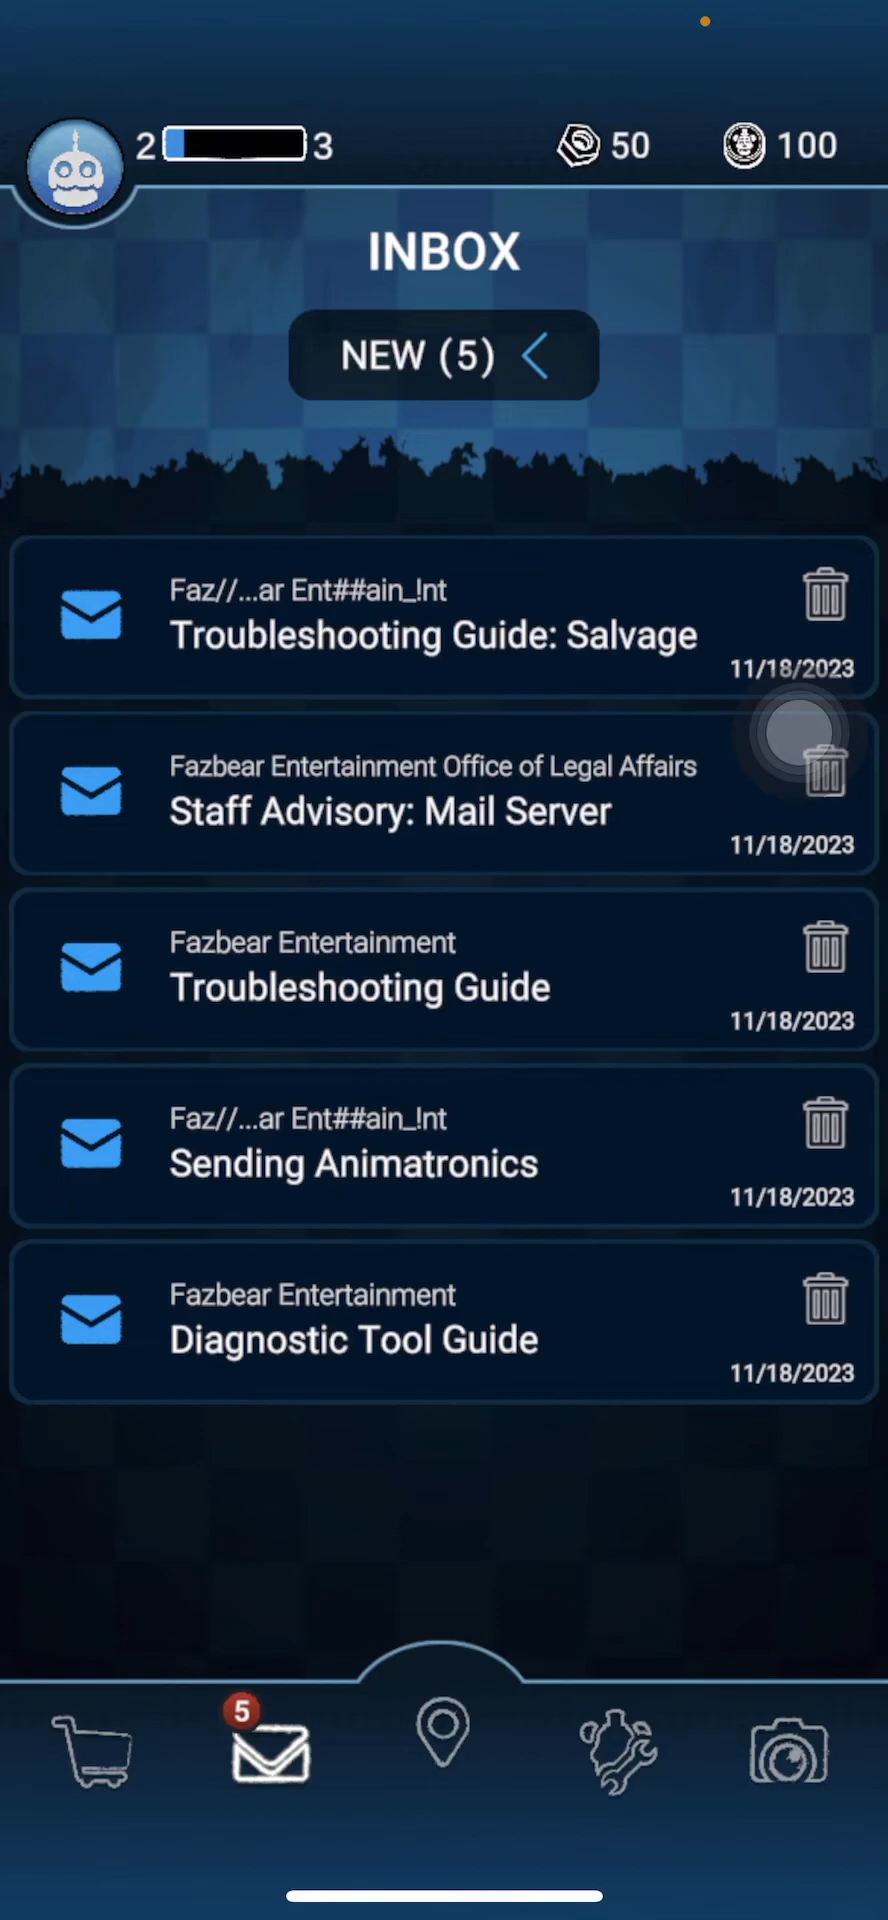 2 3 50 100
INBOX
NEW (5)
Faz//...ar Ent##ain_!nt
Troubleshooting Guide: Salvage
11/18/2023
Fazbear Entertainment Office of Legal Affairs
Staff Advisory: Mail Server
11/18/2023
Fazbear Entertainment
Troubleshooting Guide
11/18/2023
Faz//...ar Ent##ain_!nt
Sending Animatronics
11/18/2023
Fazbear Entertainment
Diagnostic Tool Guide
11/18/2023
5